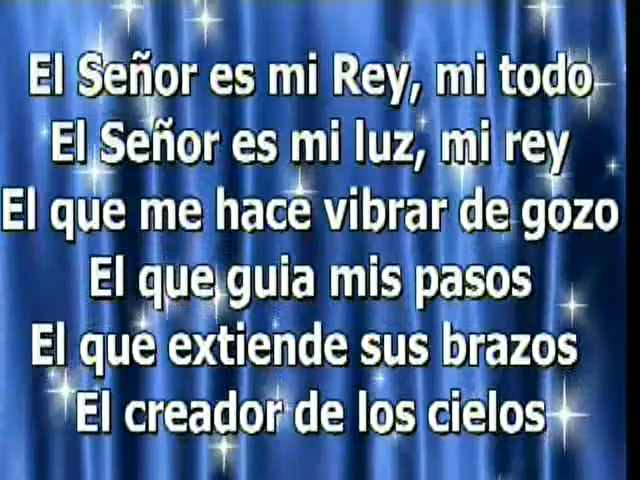 El Señor es mi Rey, mi todo
El Señor es mi luz, mi rey
El que me hace vibrar de gozo
El que guia mis pasos
El que extiende sus brazos
El creador de los cielos